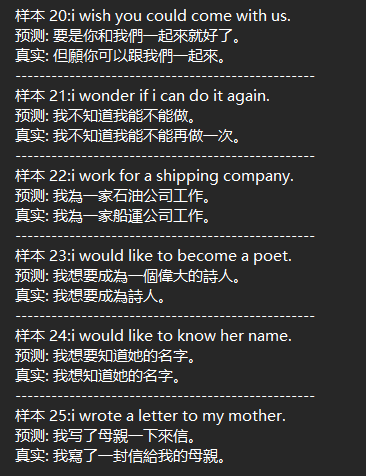 样本 20:i wish you could come with us.
预测: 要是你和我們一起來就好了。
真实: 但願你可以跟我們一起來。
--------------------------------------------------
样本 21:i wonder if i can do it again.
预测: 我不知道我能不能做。
真实: 我不知道我能不能再做一次。
--------------------------------------------------
样本 22:i work for a shipping company.
预测: 我為一家石油公司工作。
真实: 我為一家船運公司工作。
--------------------------------------------------
样本 23:i would like to become a poet.
预测: 我想要成為一個偉大的詩人。
真实: 我想要成為詩人。
--------------------------------------------------
样本 24:i would like to know her name.
预测: 我想要知道她的名字。
真实: 我想知道她的名字。
--------------------------------------------------
样本 25:i wrote a letter to my mother.
预测: 我写了母親一下來信。
真实: 我寫了一封信給我的母親。